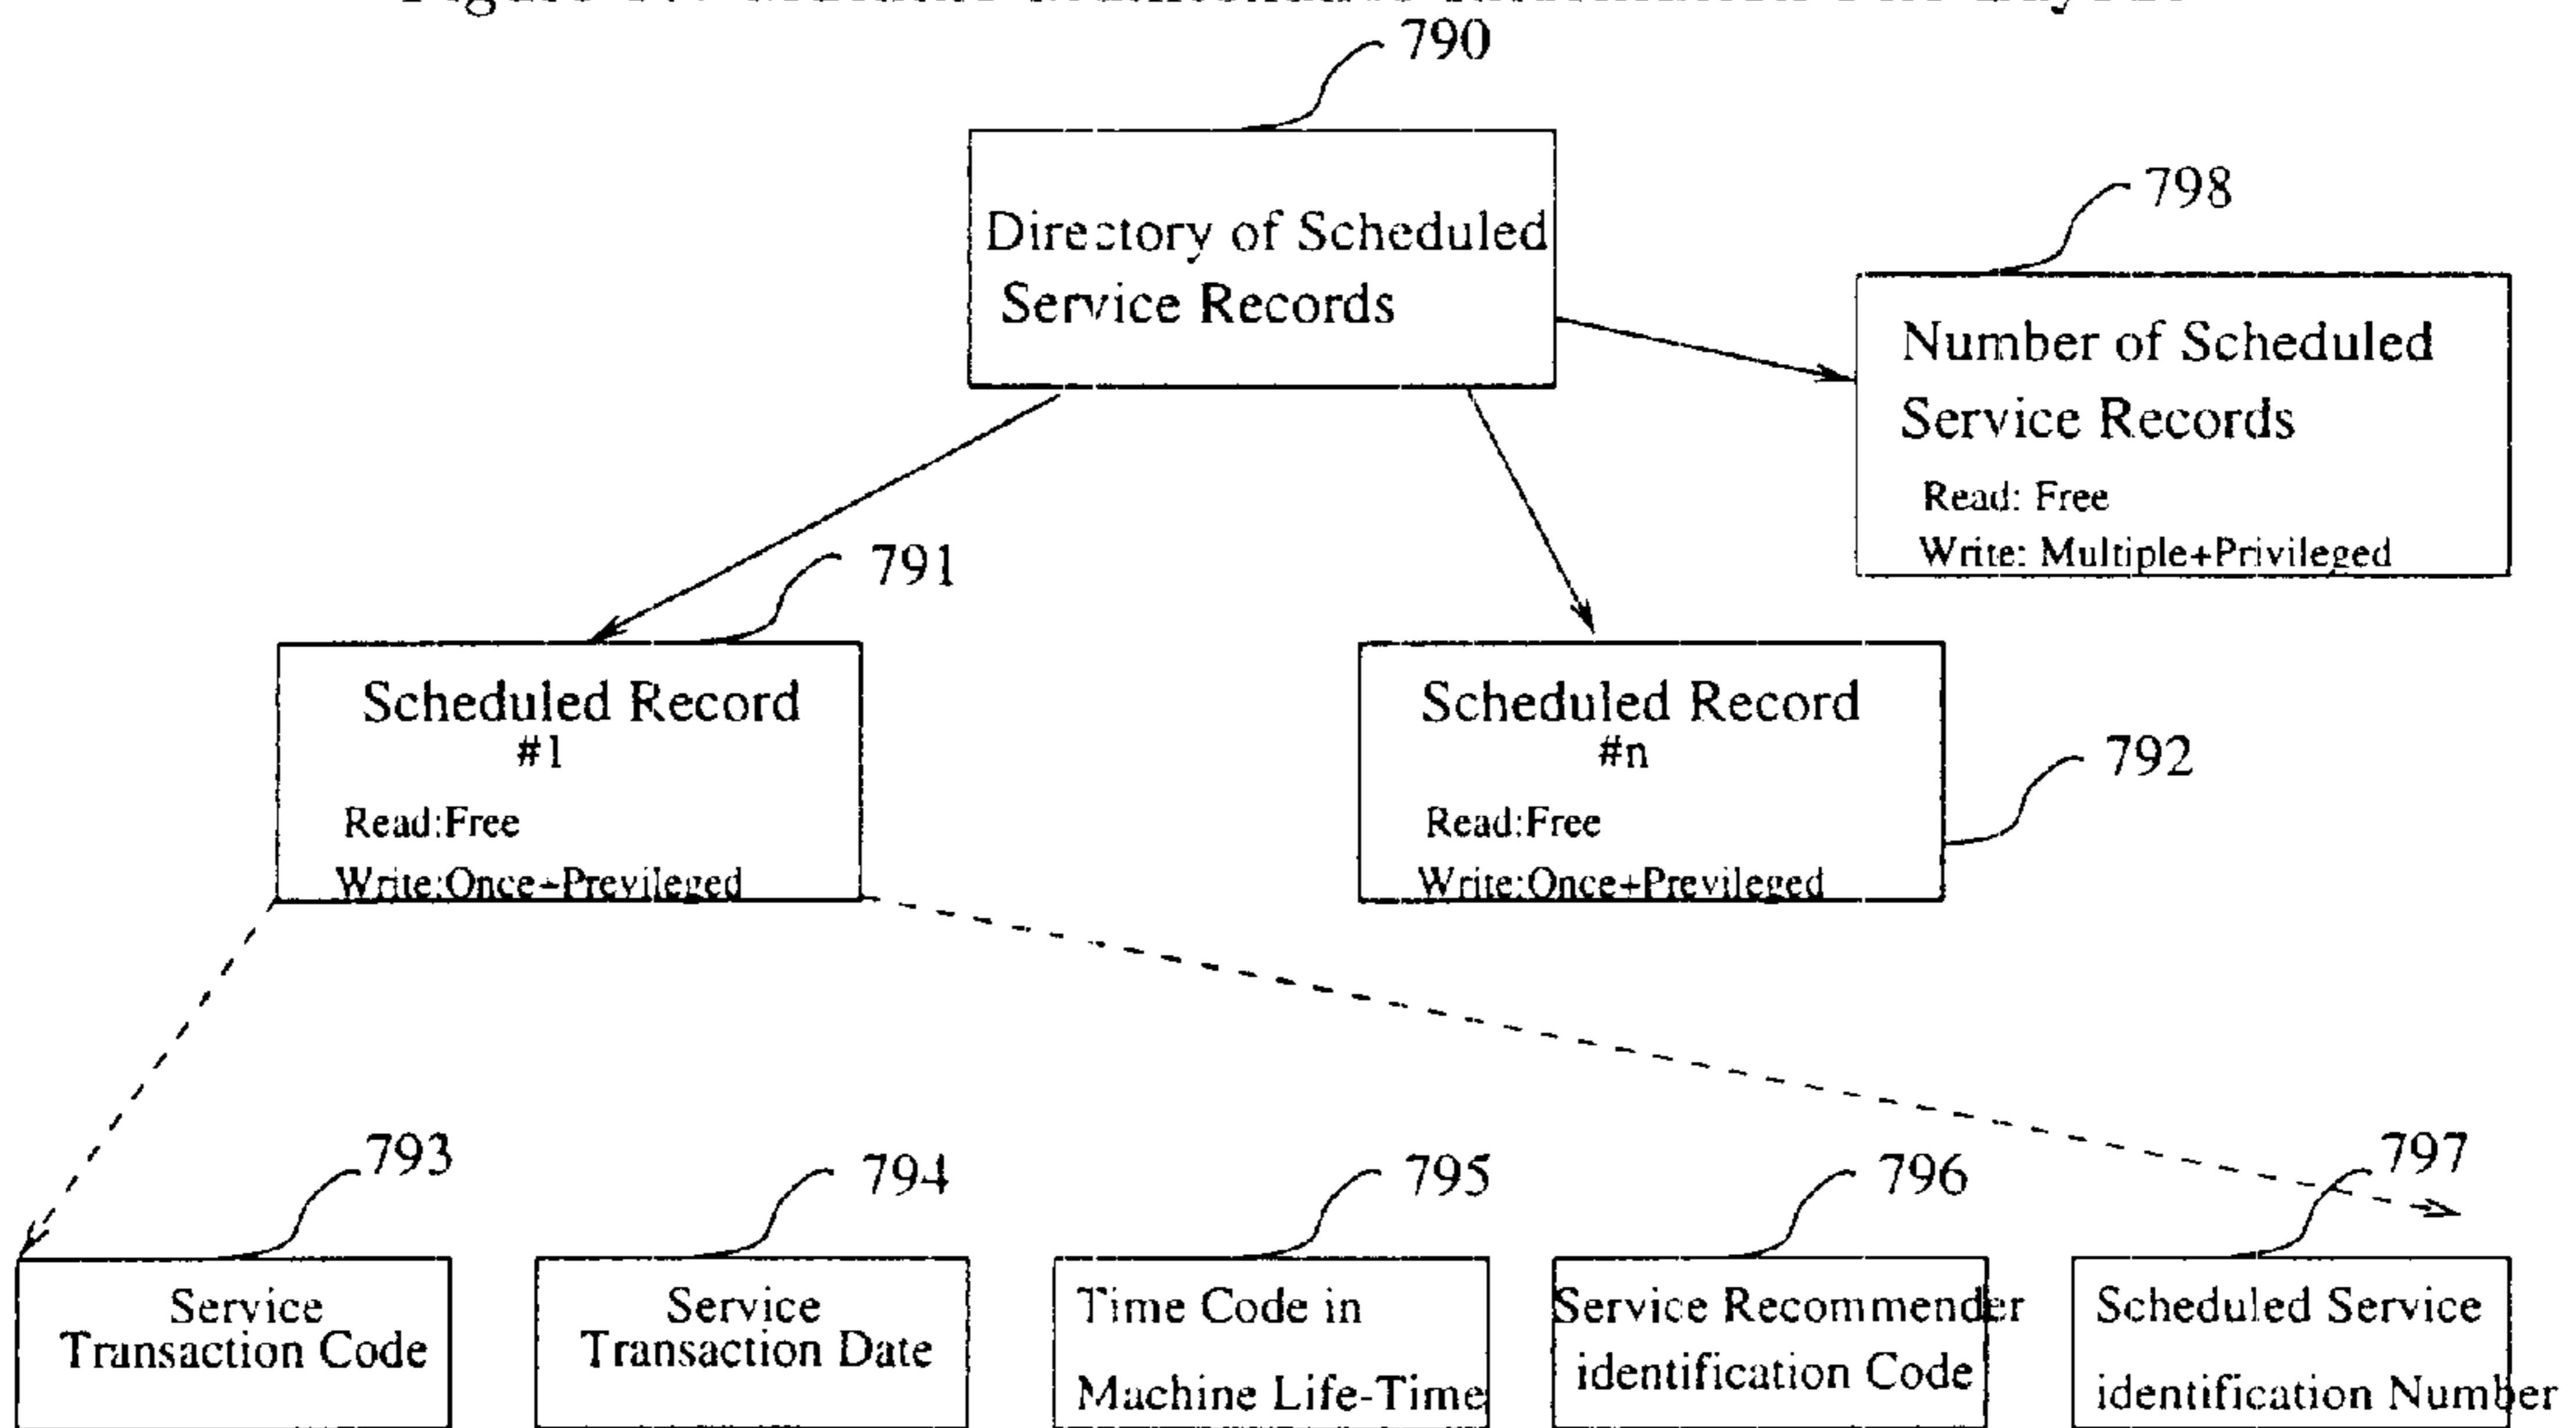 790
Directory of Scheduled
Service Records
798
Number of Scheduled
Service Records
Read: Free
Write: Multiple+Privileged
791
Scheduled Record
#1
Read:Free
Write:Once+Previleged
Scheduled Record
#n
Read:Free
Write:Once+Previleged
792
793
Service
Transaction Code
794
Service
Transaction Date
795
Time Code in
Machine Life-Time
796
Service Recommender
identification Code
797
Scheduled Service
identification Number